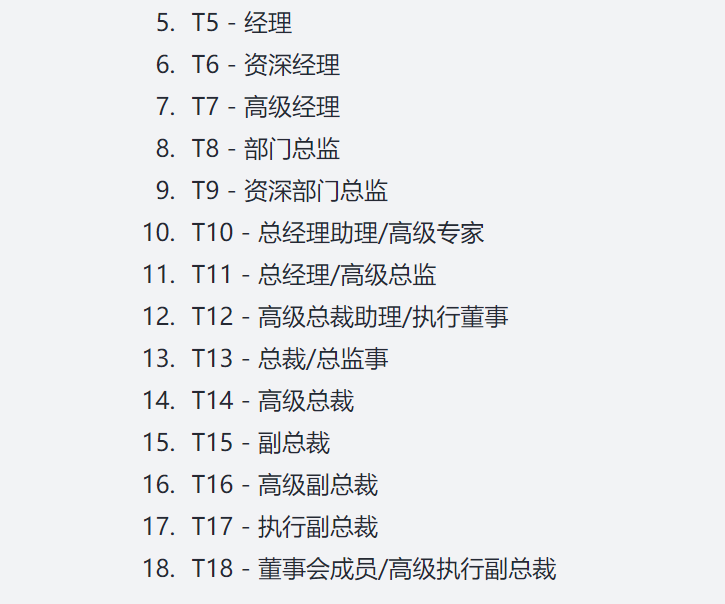 5. T5 - 经理
6. T6 - 资深经理
7. T7 - 高级经理
8. T8 - 部门总监
9. T9 - 资深部门总监
10. T10 - 总经理助理/高级专家
11. T11 - 总经理/高级总监
12. T12 - 高级总裁助理/执行董事
13. T13 - 总裁/总监事
14. T14 - 高级总裁
15. T15 - 副总裁
16. T16 - 高级副总裁
17. T17 - 执行副总裁
18. T18 - 董事会成员/高级执行副总裁